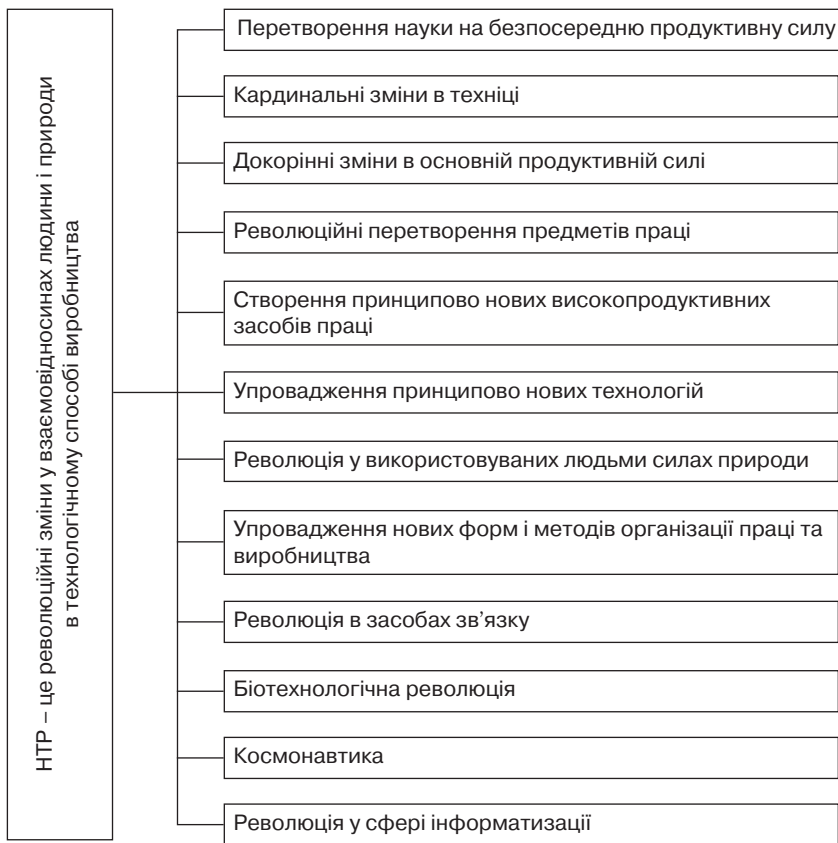 НТР – це революційні зміни у взаємовідносинах людини і природи
в технологічному способі виробництва
Перетворення науки на безпосередню продуктивну силу
Кардинальні зміни в техніці
Докорінні зміни в основній продуктивній силі
Революційні перетворення предметів праці
Створення принципово нових високопродуктивних
засобів праці
Упровадження принципово нових технологій
Революція у використовуваних людьми силах природи
Упровадження нових форм і методів організації праці та
виробництва
Революція в засобах зв’язку
Біотехнологічна революція
Космонавтика
Революція у сфері інформатизації